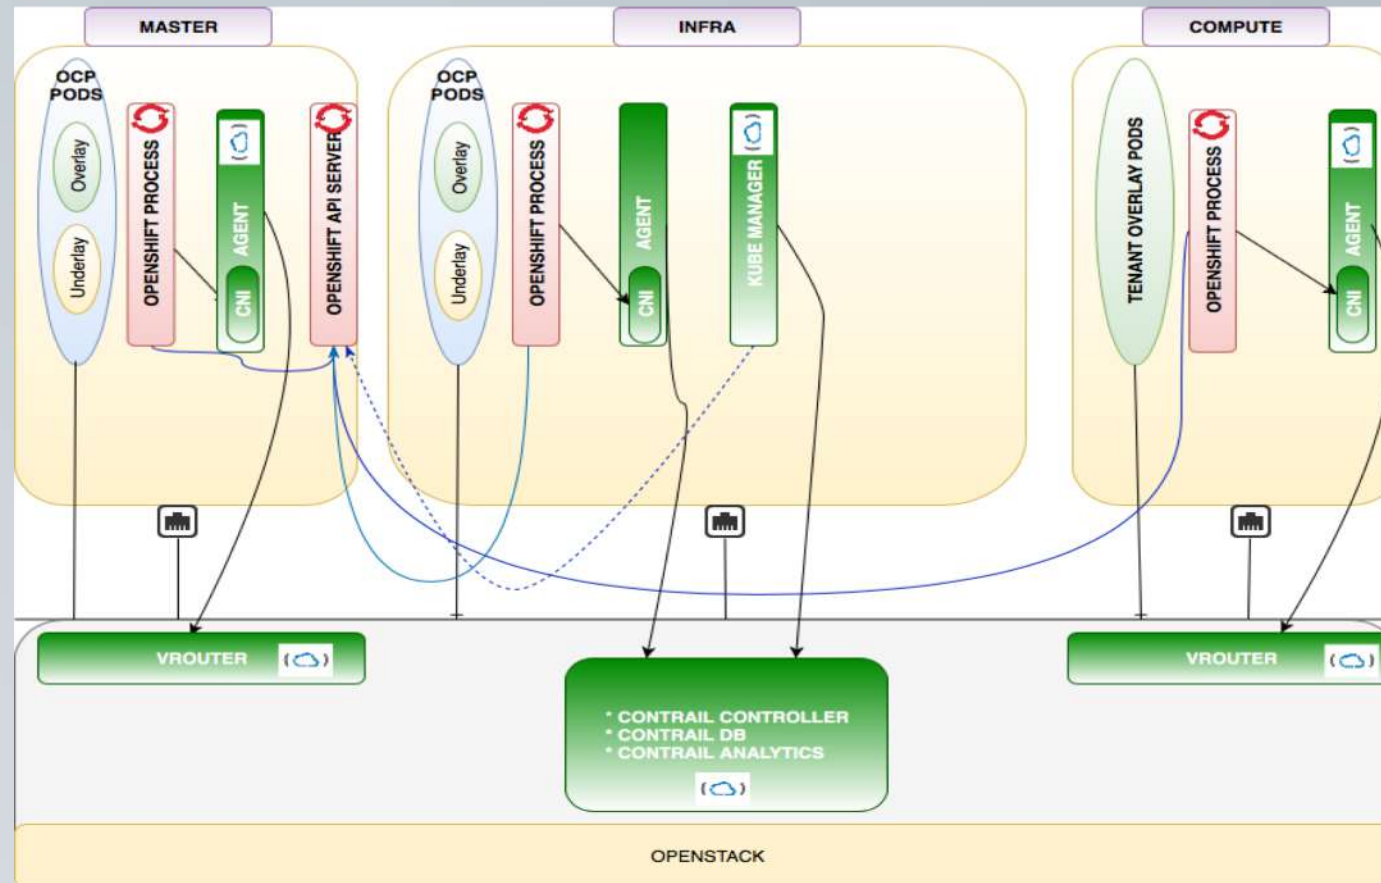 MASTER
INFRA
COMPUTE
OCP
PODS
Overlay
Underlay
OPENSHIFT PROCESS
AGENT
CNI
OPENSHIFT API SERVER
OCP
PODS
Overlay
Underlay
OPENSHIFT PROCESS
AGENT
CNI
KUBE MANAGER
TENANT OVERLAY PODS
OPENSHIFT PROCESS
AGENT
CNI
VROUTER
VROUTER
* CONTRAIL CONTROLLER
* CONTRAIL DB
* CONTRAIL ANALYTICS
OPENSTACK